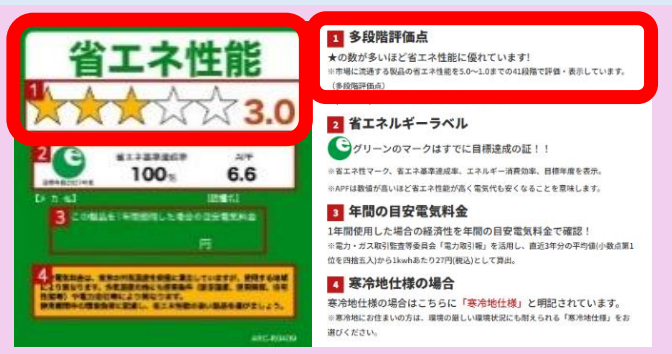 省エネ性能
1
3.0
2
省エネ基準達成率
APF
100%
6.6
3 この製品を1年間使用した場合の目安電気料金
円
4
1 多段階評価点
★の数が多いほど省エネ性能に優れています!
※市場に流通する製品の省エネ性能を5.0~1.0までの41段階で評価・表示しています。
(多段階評価点)
2 省エネルギーラベル
グリーンのマークはすでに目標達成の証！！
※省エネ性マーク、省エネ基準達成率、エネルギー消費効率、目標年度を表示。
※APFは数値が高いほど省エネ性能が高く電気代も安くなることを意味します。
3 年間の目安電気料金
1年間使用した場合の経済性を年間の目安電気料金で確認！
※電力・ガス取引監査等委員会「電力取引報」を活用し、直近3年分の平均値(小数点第1
位を四捨五入)から1kwhあたり27円(税込)として算出。
4 寒冷地仕様の場合
寒冷地仕様の場合はこちらに「寒冷地仕様」と明記されています。
※寒冷地にお住まいの方は、環境の厳しい環境状況にも耐えられる「寒冷地仕様」をお
選びください。